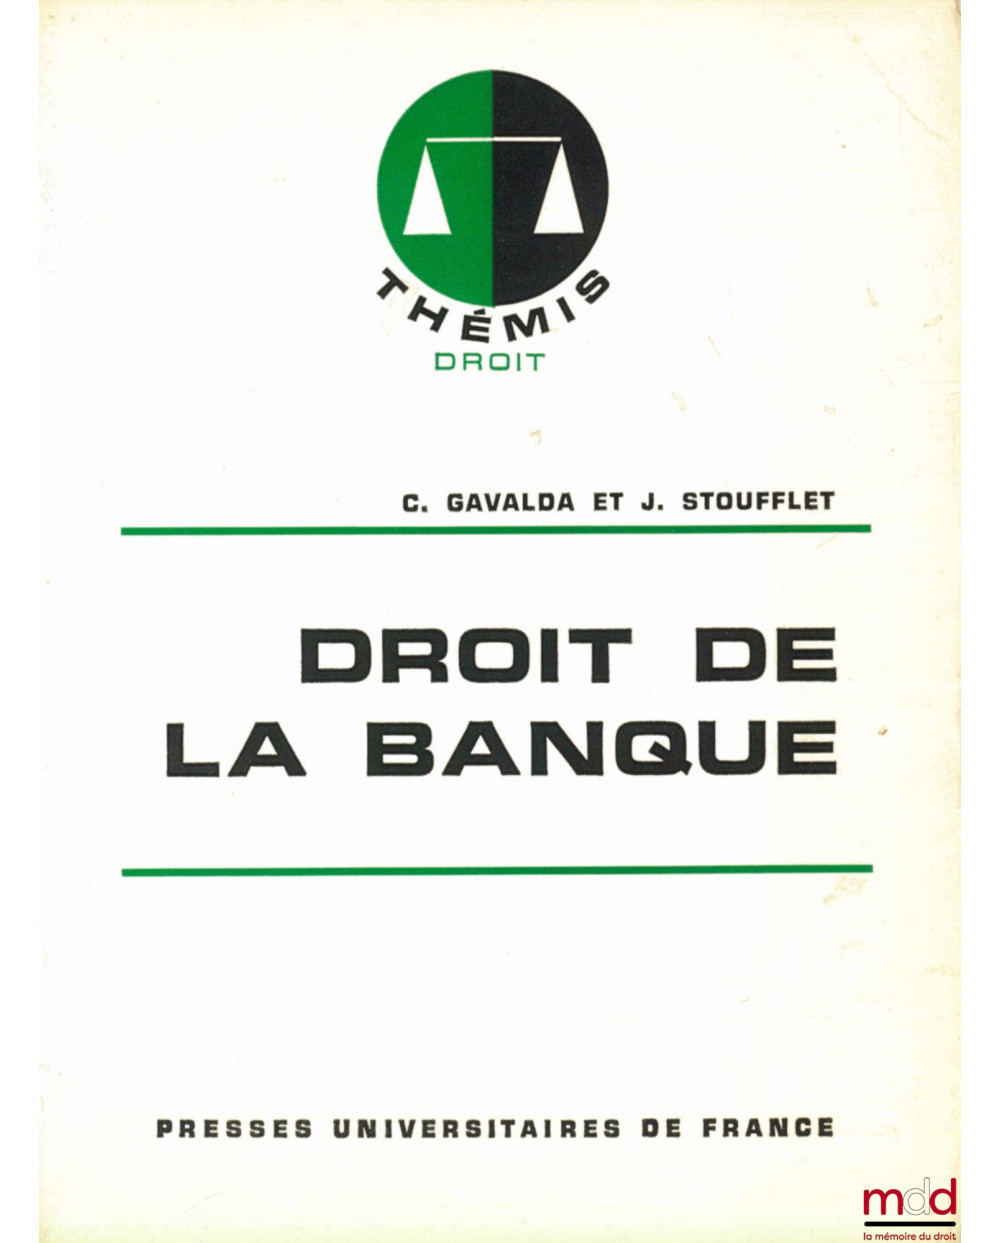 THÉMIS
DROIT
C. GAVALDA ET J. STOUFFLET
DROIT DE
LA BANQUE
PRESSES UNIVERSITAIRES DE FRANCE
mdd
la mémoire du droit